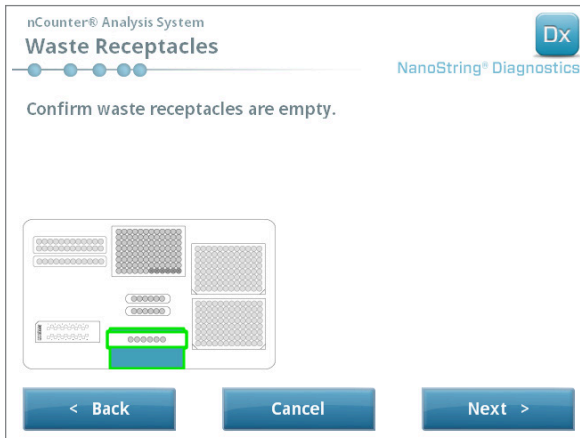 nCounter® Analysis System
Waste Receptacles
Dx
NanoString® Diagnostics
Confirm waste receptacles are empty.
< Back
Cancel
Next >